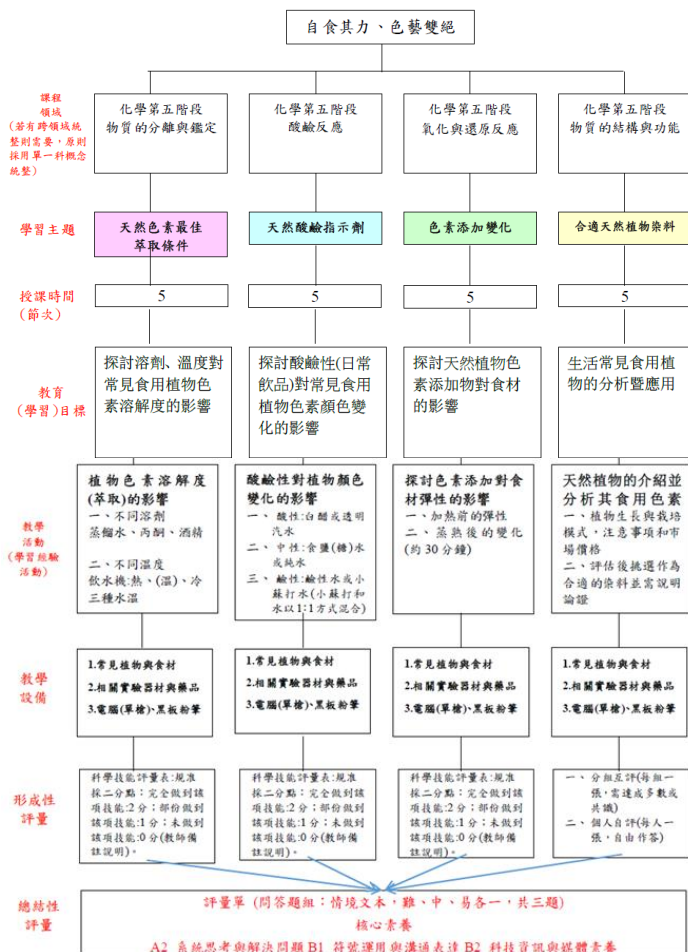 自食其力、色藝雙絕
課程
領域
(若有跨領域統
整則需要，原則
採用單一科概念
統整)
化學第五階段
物質的分離與鑑定
化學第五階段
酸鹼反應
化學第五階段
氧化與還原反應
化學第五階段
物質的結構與功能
學習主題
天然色素最佳
萃取條件
天然酸鹼指示劑
色素添加變化
合適天然植物染料
授課時間
(節次)
5
5
5
5
教育
(學習)目標
探討溶劑、溫度對
常見食用植物色
素溶解度的影響
探討酸鹼性(日常
飲品)對常見食用
植物色素顏色變
化的影響
探討天然植物色
素添加物對食材
的影響
生活常見食用植
物的分析暨應用
教學
活動
(學習經驗
活動)
植物色素溶解度
(萃取)的影響
一、不同溶劑
蒸餾水、丙酮、酒精
二、不同溫度
飲水機:熱、(溫)、冷
三種水溫
酸鹼性對植物顏色
變化的影響
一、 酸性:白醋或透明
汽水
二、 中性:食鹽(糖)水
或純水
三、 鹼性:鹼性水或小
蘇打水(小蘇打和
水以1:1方式混合)
探討色素添加對食
材彈性的影響
一、加熱前的彈性
二、蒸熟後的變化
(約30分鐘)
天然植物的介紹並
分析其食用色素
一、植物生長與栽培
模式，注意事項和市
場價格
二、評估後挑選作為
合適的染料並需說明
論證
教學
設備
1.常見植物與食材
2.相關實驗器材與藥品
3.電腦(單槍)、黑板粉筆
1.常見植物與食材
2.相關實驗器材與藥品
3.電腦(單槍)、黑板粉筆
1.常見植物與食材
2.相關實驗器材與藥品
3.電腦(單槍)、黑板粉筆
1.常見植物與食材
2.相關實驗器材與藥品
3.電腦(單槍)、黑板粉筆
形成性
評量
科學技能評量表:規准
採二分點；完全做到該
項技能:2分；部份做到
該項技能:1分；未做到
該技能:0分(教師備
註說明)。
科學技能評量表:規准
採二分點；完全做到該
項技能:2分；部份做到
該項技能:1分；未做到
該技能:0分(教師備
註說明)。
科學技能評量表:規准
採二分點；完全做到該
項技能:2分；部份做到
該項技能:1分；未做到
該技能:0分(教師備
註說明)。
一、 分組互評(每組一
張,需達成多數或
共識)
二、 個人自評(每人一
張,自由作答)
總結性
評量
評量單 (問答題組：情境文本，難、中、易各一，共三題)
核心素養
A2 系統思考與解決問題 B1 符號運用與溝通表達 B2 科技資訊與媒體素養